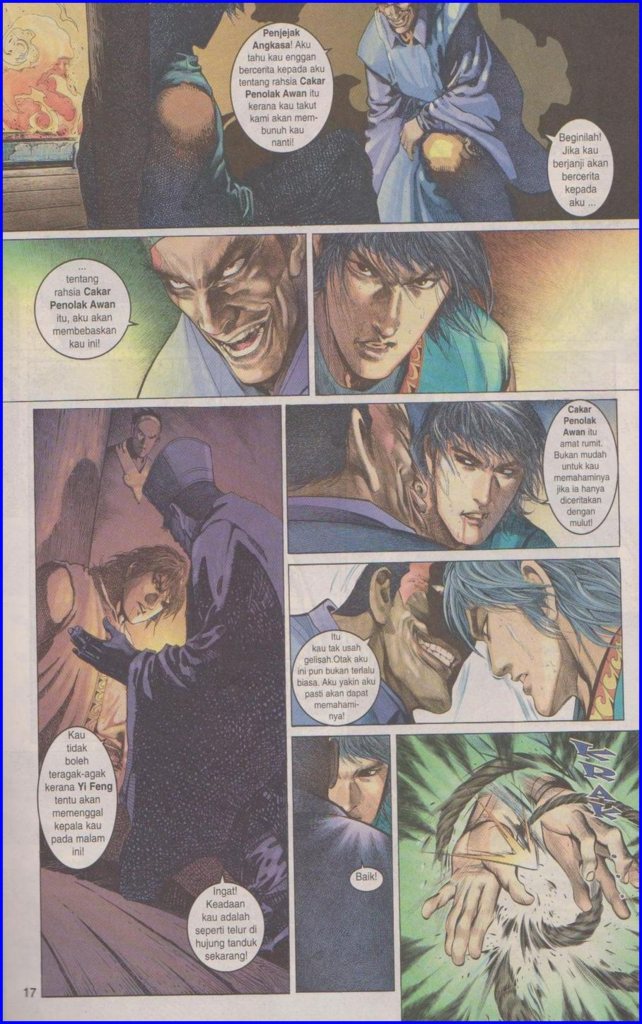 Penjejak
Angkasa! Aku
tahu kau enggan
bercerita kepada aku
tentang rahsia Cakar
Penolak Awan itu
kerana kau takut
kami akan mem-
bunuh kau
nanti!
Beginilah!
Jika kau
berjanji akan
bercerita
kepada
aku ...
...
tentang
rahsia Cakar
Penolak Awan
itu, aku akan
membebaskan
kau ini!
Cakar
Penolak
Awan itu
amat rumit.
Bukan mudah
untuk kau
memahaminya
jika ia hanya
diceritakan
dengan
mulut!
Itu
kau tak usah
gelisah.Otak aku
ini pun bukan terlalu
biasa. Aku yakin aku
pasti akan dapat
memahami-
nya!
Kau
tidak
boleh
teragak-agak
kerana Yi Feng
tentu akan
memenggal
kepala kau
pada malam
ini!
Ingat!
Keadaan
kau adalah
seperti telur di
hujung tanduk
sekarang!
Baik!
KRAK
17